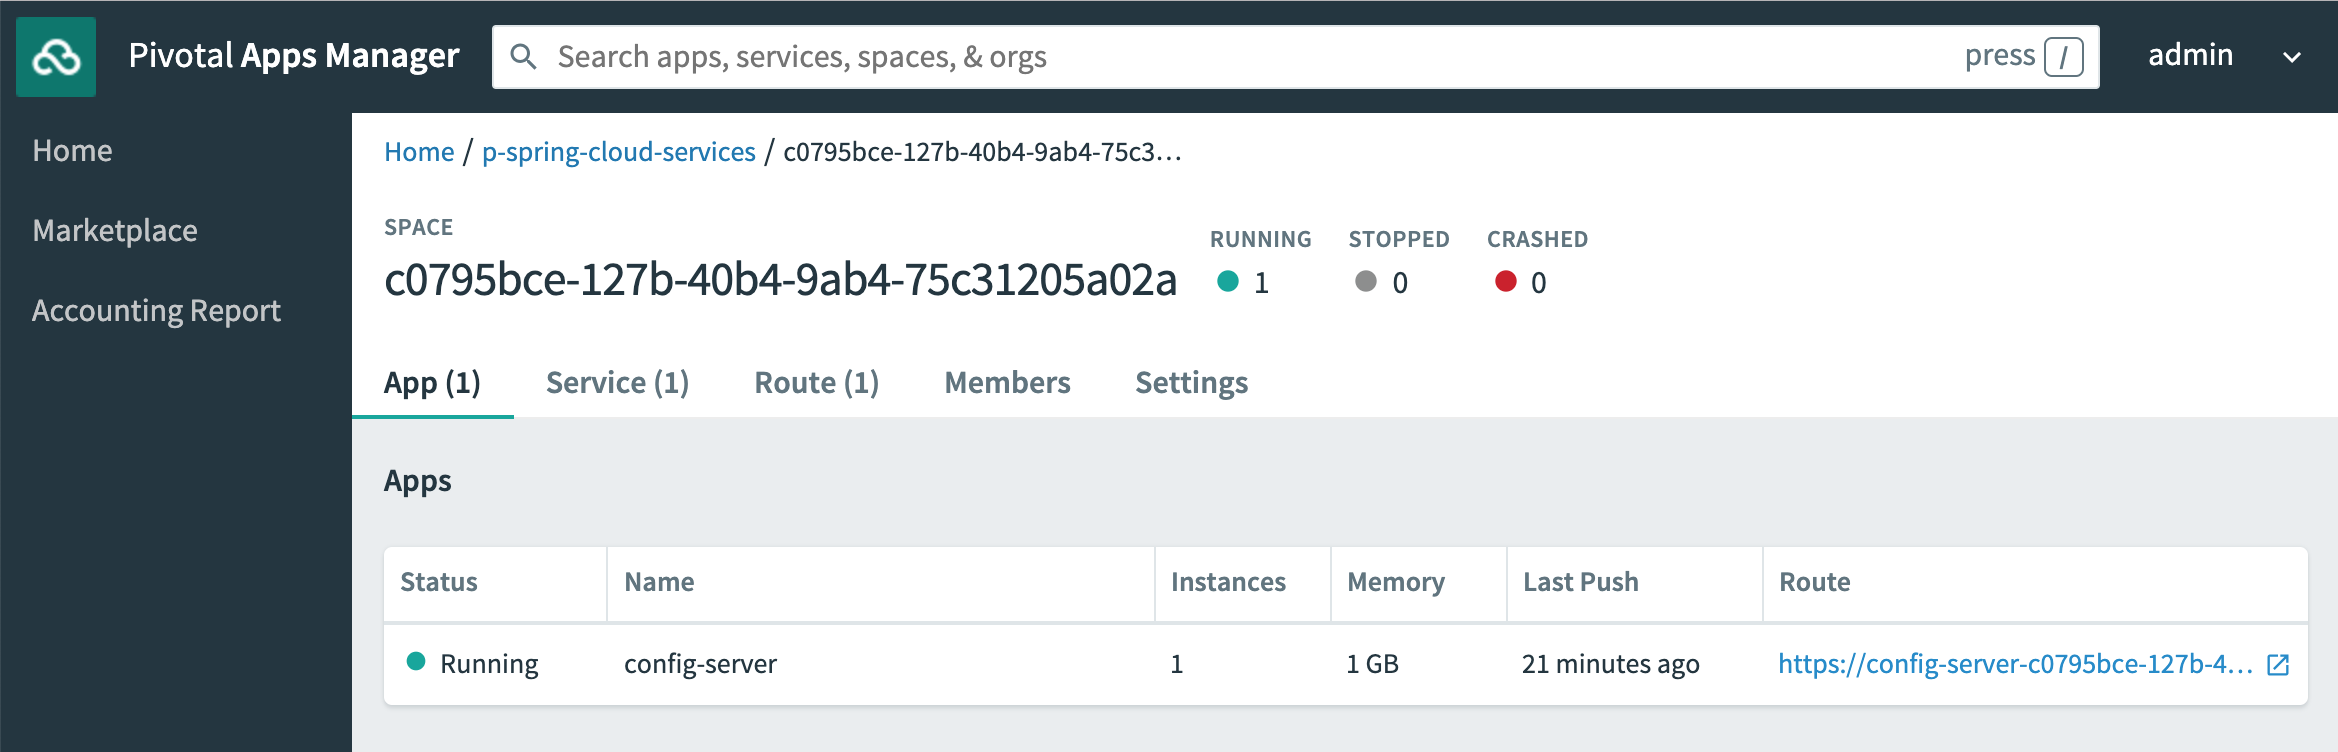 Pivotal Apps Manager
Search apps, services, spaces, & orgs
press /
admin
Home
Marketplace
Accounting Report
Home / p-spring-cloud-services / c0795bce-127b-40b4-9ab4-75c3...
SPACE
c0795bce-127b-40b4-9ab4-75c31205a02a
RUNNING STOPPED CRASHED
1 0 0
App (1) Service (1) Route (1) Members Settings
Apps
Status Name Instances Memory Last Push Route
Running config-server 1 1 GB 21 minutes ago https://config-server-c0795bce-127b-4...